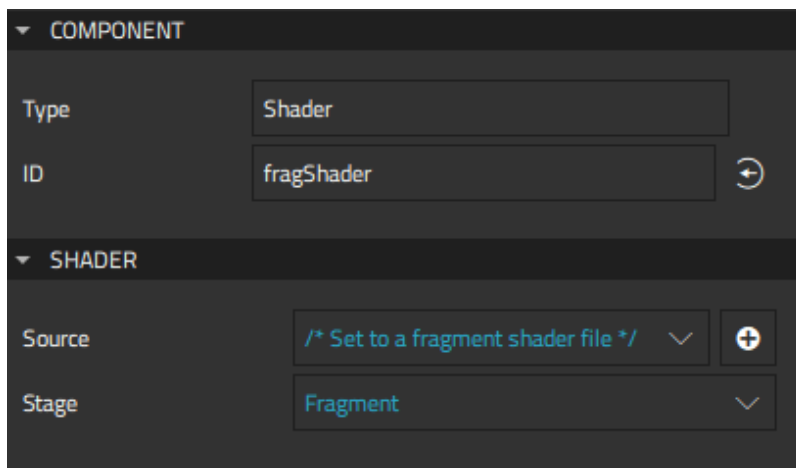 COMPONENT
Type Shader
ID fragShader
SHADER
Source /* Set to a fragment shader file */
Stage Fragment